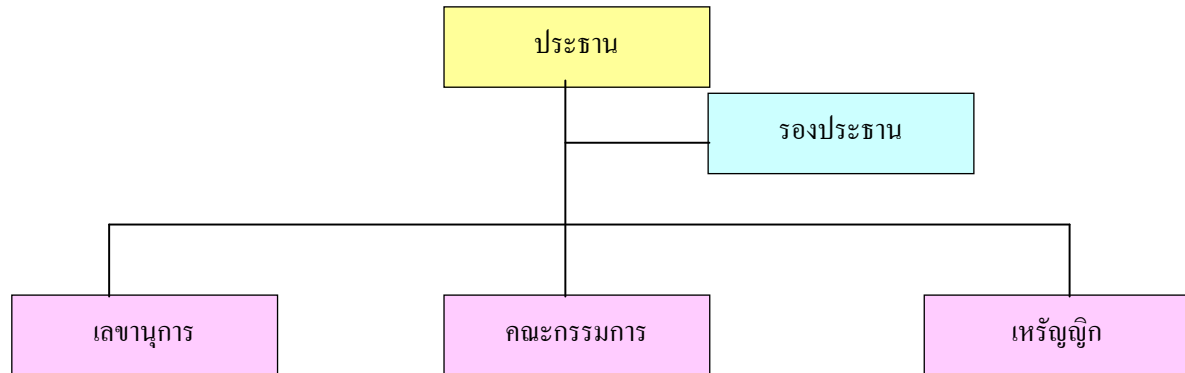 ประธาน
รองประธาน
เลขานุการ
คณะกรรมการ
เหรัญญิก